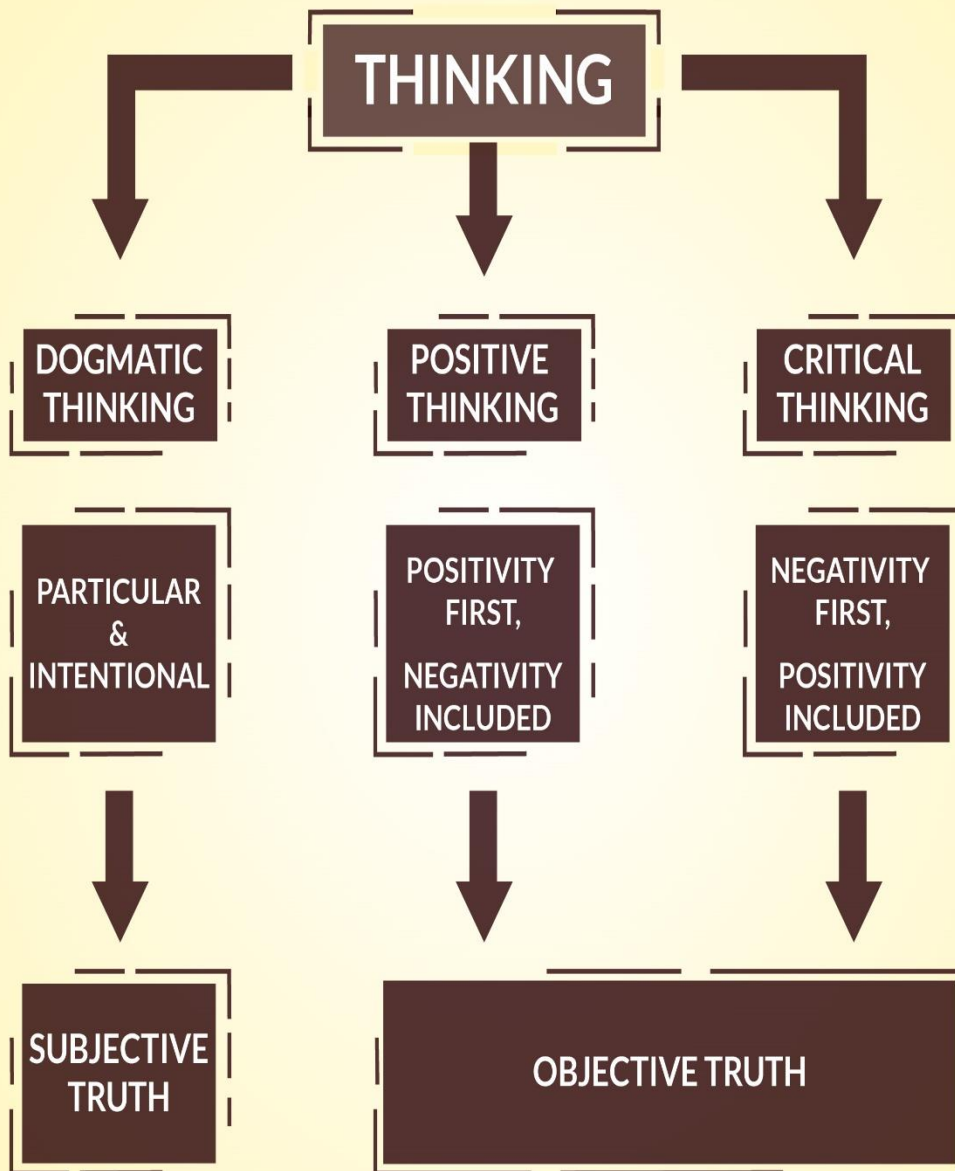 THINKING
DOGMATIC
THINKING
POSITIVE
THINKING
CRITICAL
THINKING
PARTICULAR
&
INTENTIONAL
POSITIVITY
FIRST,
NEGATIVITY
INCLUDED
NEGATIVITY
FIRST,
POSITIVITY
INCLUDED
SUBJECTIVE
TRUTH
OBJECTIVE TRUTH